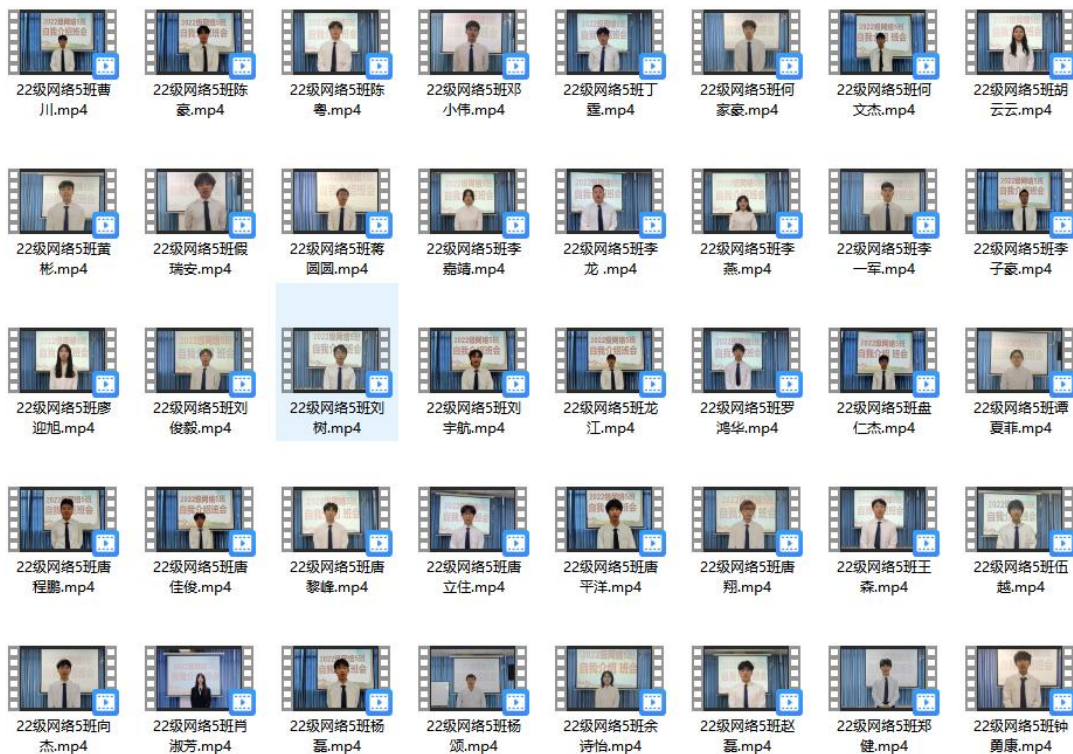 22级网络5班曹
川.mp4
22级网络5班陈
豪.mp4
22级网络5班陈
粤.mp4
22级网络5班邓
小伟.mp4
22级网络5班丁
霆.mp4
22级网络5班何
家豪.mp4
22级网络5班何
文杰.mp4
22级网络5班胡
云云.mp4
22级网络5班黄
彬.mp4
22级网络5班假
瑞安.mp4
22级网络5班蒋
圆圆.mp4
22级网络5班李
嘉靖.mp4
22级网络5班李
龙 .mp4
22级网络5班李
燕.mp4
22级网络5班李
一军.mp4
22级网络5班李
子豪.mp4
22级网络5班廖
迎旭.mp4
22级网络5班刘
俊毅.mp4
22级网络5班刘
树.mp4
22级网络5班刘
宇航.mp4
22级网络5班龙
江.mp4
22级网络5班罗
鸿华.mp4
22级网络5班盘
仁杰.mp4
22级网络5班谭
夏菲.mp4
22级网络5班唐
程鹏.mp4
22级网络5班唐
佳俊.mp4
22级网络5班唐
黎峰.mp4
22级网络5班唐
立住.mp4
22级网络5班唐
平洋.mp4
22级网络5班唐
翔.mp4
22级网络5班王
森.mp4
22级网络5班伍
越.mp4
22级网络5班向
杰.mp4
22级网络5班肖
淑芳.mp4
22级网络5班杨
磊.mp4
22级网络5班杨
颂.mp4
22级网络5班余
诗怡.mp4
22级网络5班赵
磊.mp4
22级网络5班郑
健.mp4
22级网络5班钟
勇康.mp4